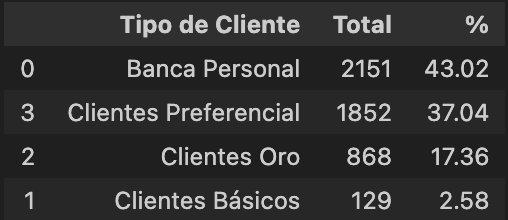 Tipo de Cliente Total %
0 Banca Personal 2151 43.02
3 Clientes Preferencial 1852 37.04
2 Clientes Oro 868 17.36
1 Clientes Básicos 129 2.58